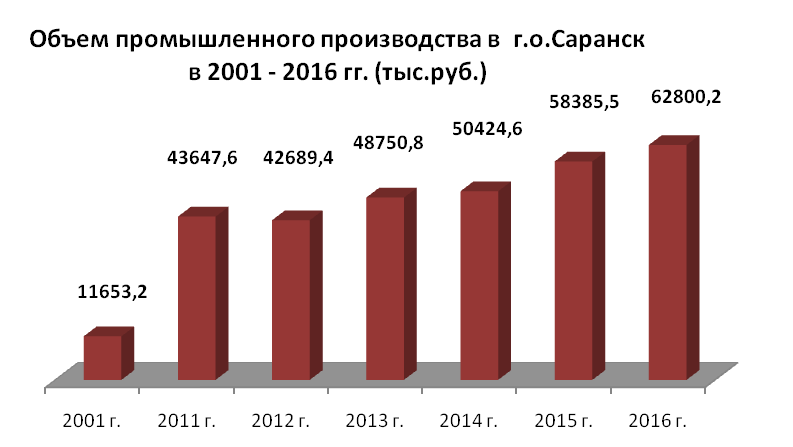 Объем промышленного производства в г.о.Саранск
в 2001 - 2016 гг. (тыс.руб.)
11653,2
43647,6
42689,4
48750,8
50424,6
58385,5
62800,2
2001 г.
2011 г.
2012 г.
2013 г.
2014 г.
2015 г.
2016 г.